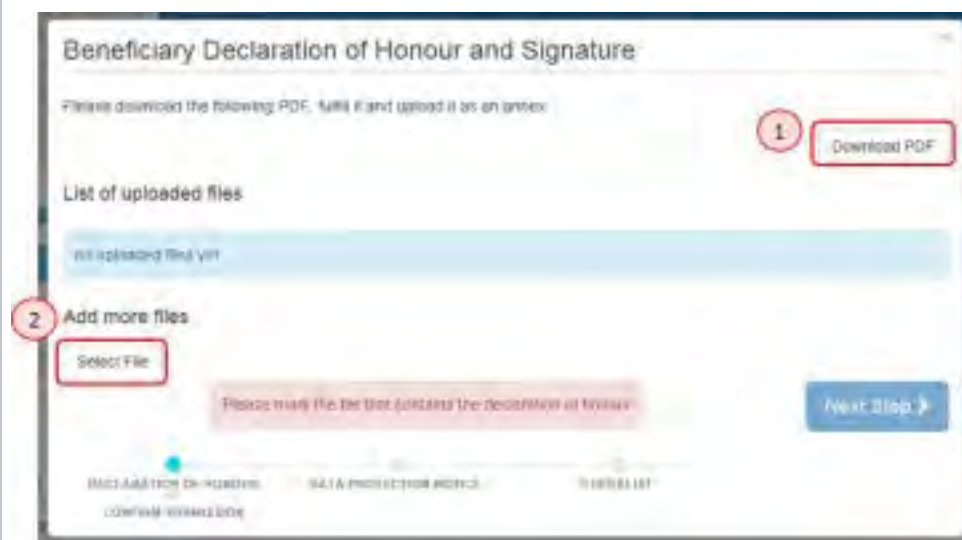 Beneficiary Declaration of Honour and Signature
Please download the following PDF, fulfil it and upload it as an annex
1
Download PDF
List of uploaded files
no uploaded files yet
2
Add more files
Select File
Please mark the file that contains the declaration of honour
Next Step
DECLARATION OF HONOUR
DATA PROTECTION NOTICE
CHECKLIST
CONFIRM SUBMISSION